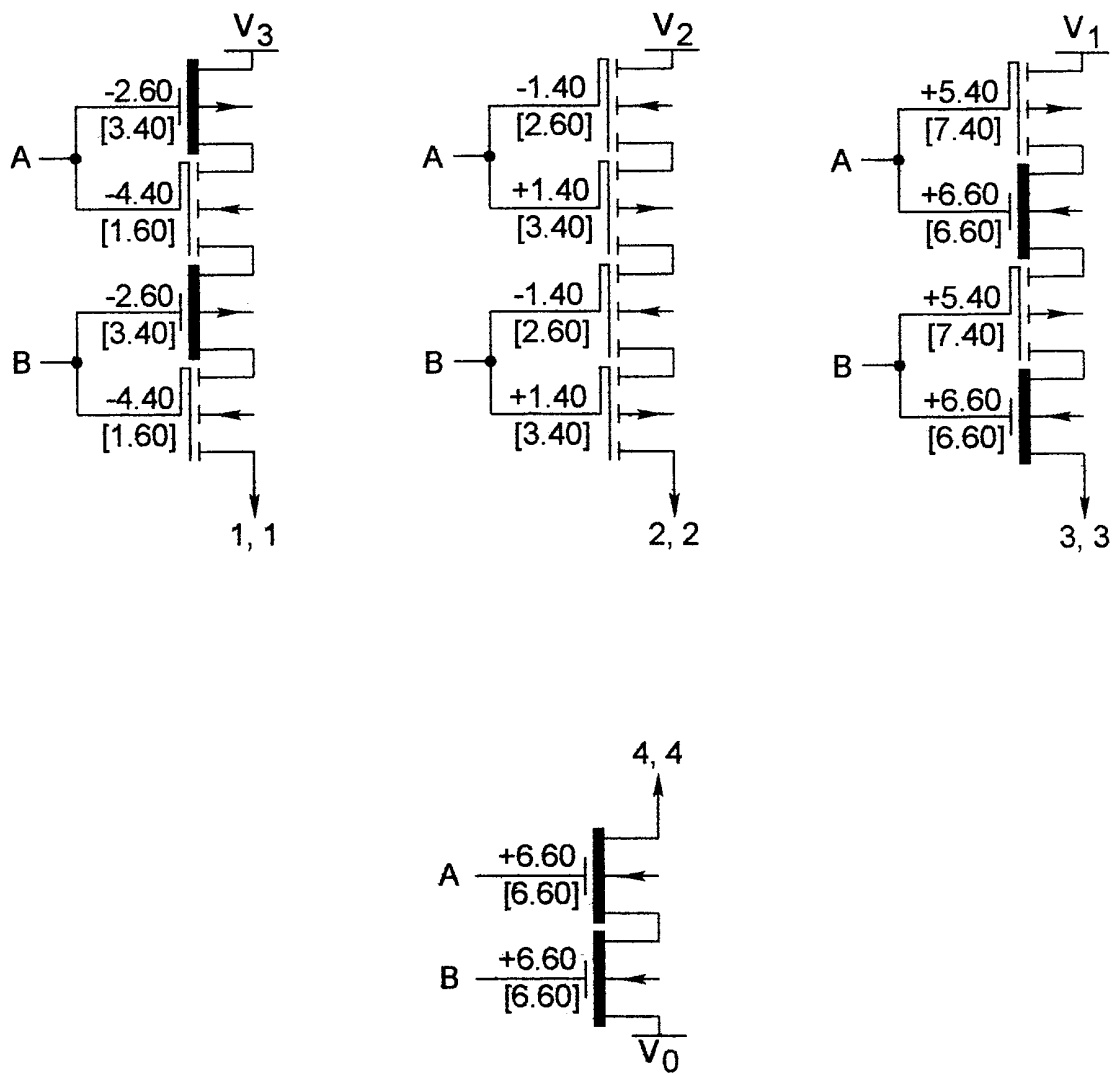 V3
-2.60
[3.40]
A
-4.40
[1.60]
-2.60
[3.40]
B
-4.40
[1.60]
1, 1
V2
-1.40
[2.60]
A
+1.40
[3.40]
-1.40
[2.60]
B
+1.40
[3.40]
2, 2
V1
+5.40
[7.40]
A
+6.60
[6.60]
+5.40
[7.40]
B
+6.60
[6.60]
3, 3
4, 4
A
+6.60
[6.60]
B
+6.60
[6.60]
V0